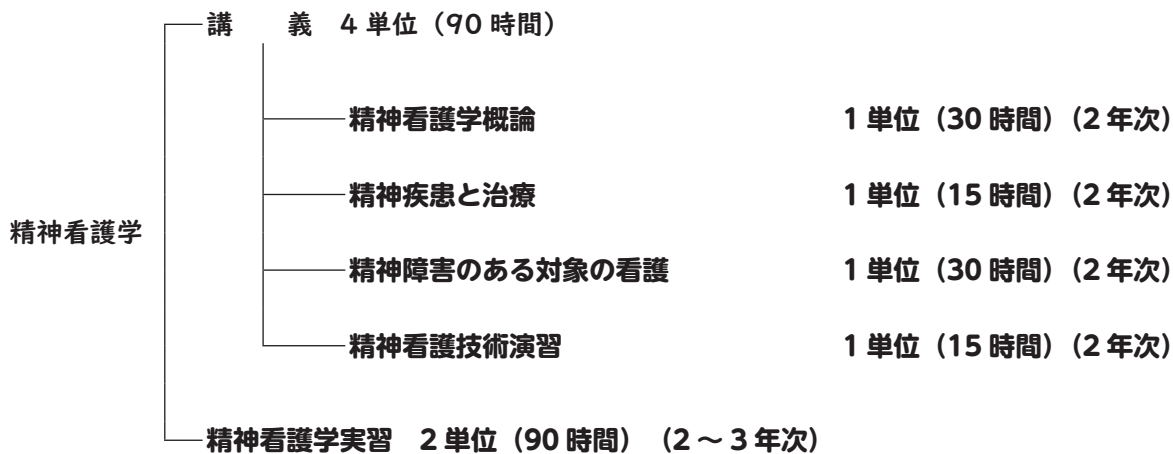 講　　義　4 単位（90 時間）
精神看護学概論　1 単位（30 時間）（2 年次）
精神疾患と治療　1 単位（15 時間）（2 年次）
精神看護学
精神障害のある対象の看護　1 単位（30 時間）（2 年次）
精神看護技術演習　1 単位（15 時間）（2 年次）
精神看護学実習　2 単位（90 時間）（2 ～ 3 年次）